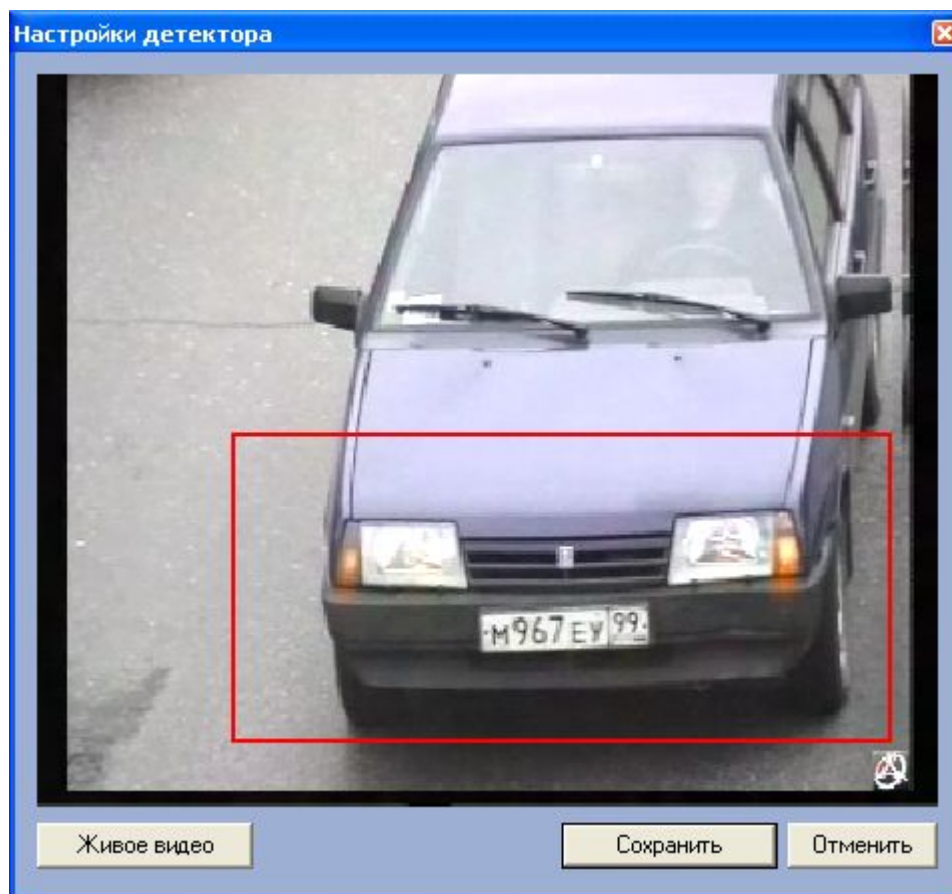 Настройки детектора
М967ЕУ 99
Живое видео
Сохранить
Отменить